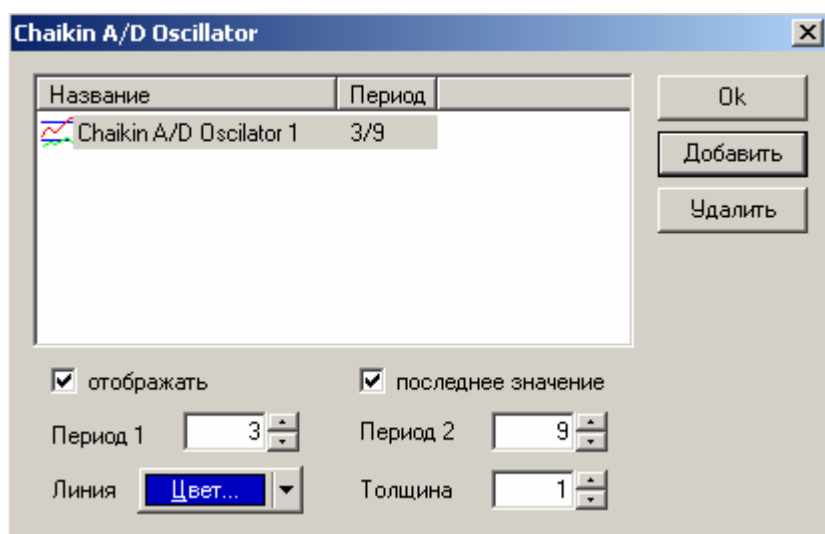 Chaikin A/D Oscillator
Название Период
Chaikin A/D Oscilator 1 3/9
Ok
Добавить
Удалить
отображать последнее значение
Период 1 3 Период 2 9
Линия Цвет... Толщина 1